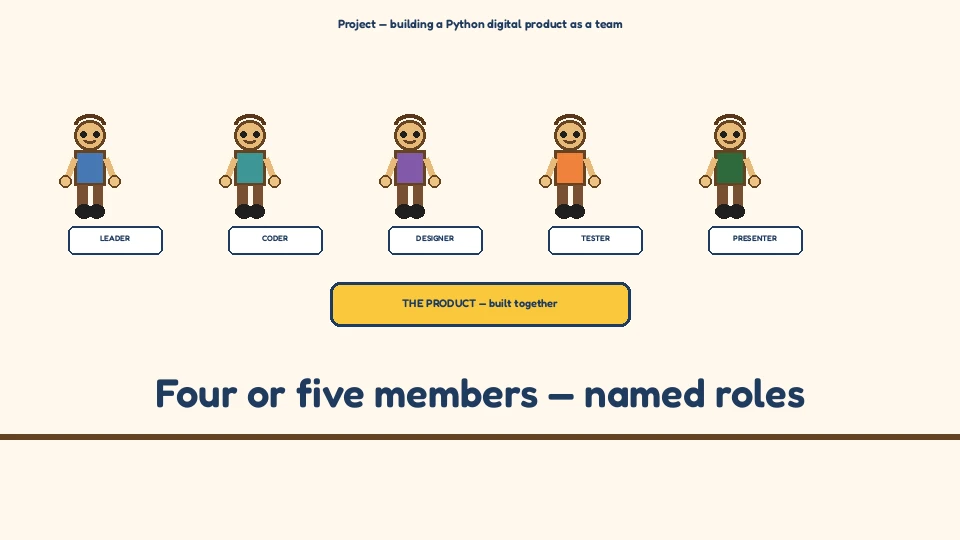 Project — building a Python digital product as a team
LEADER
CODER
DESIGNER
TESTER
PRESENTER
THE PRODUCT — built together
Four or five members — named roles